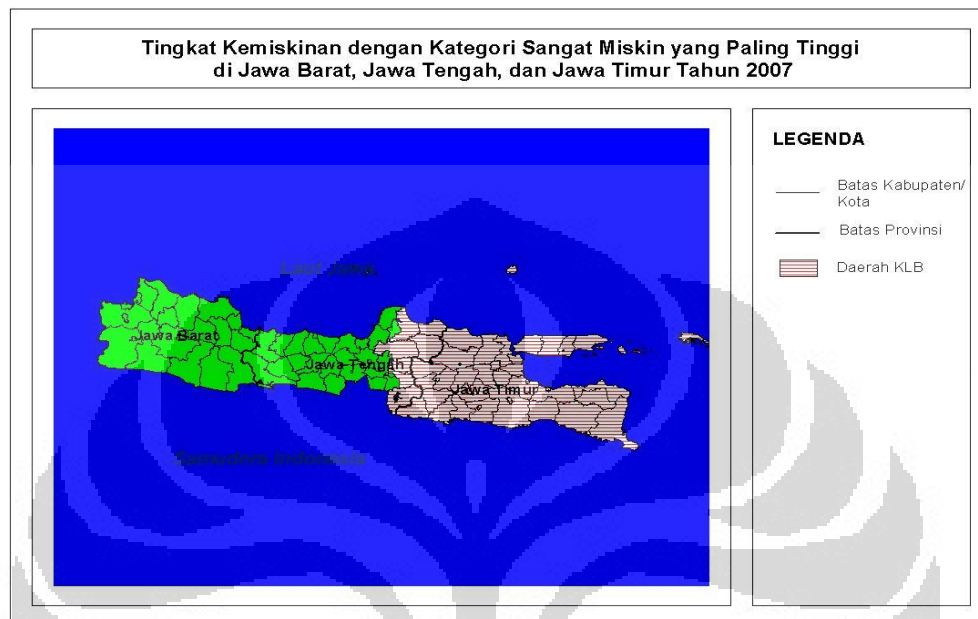 Tingkat Kemiskinan dengan Kategori Sangat Miskin yang Paling Tinggi
di Jawa Barat, Jawa Tengah, dan Jawa Timur Tahun 2007
LEGENDA
Batas Kabupaten/
Kota
Batas Provinsi
Daerah KLB
Laut Jawa
Jawa Barat
Jawa Tengah
Jawa Timur
Samudera Indonesia